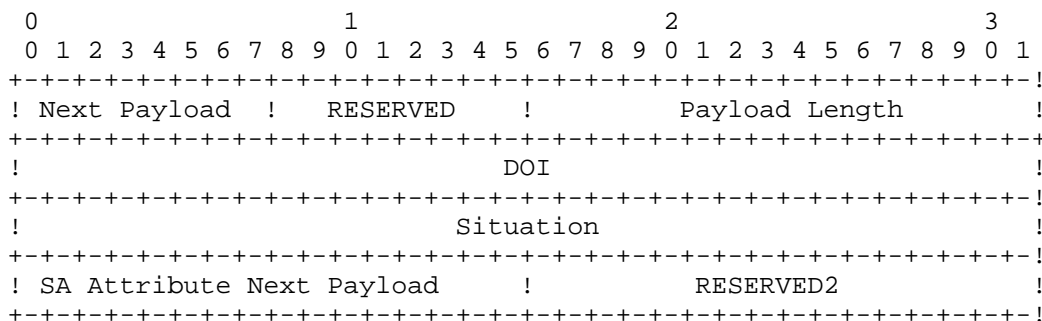 0                   1                   2                   3
 0 1 2 3 4 5 6 7 8 9 0 1 2 3 4 5 6 7 8 9 0 1 2 3 4 5 6 7 8 9 0 1
+-+-+-+-+-+-+-+-+-+-+-+-+-+-+-+-+-+-+-+-+-+-+-+-+-+-+-+-+-+-+-+-!
! Next Payload  !   RESERVED    !         Payload Length        !
+-+-+-+-+-+-+-+-+-+-+-+-+-+-+-+-+-+-+-+-+-+-+-+-+-+-+-+-+-+-+-+-+
!                              DOI                              !
+-+-+-+-+-+-+-+-+-+-+-+-+-+-+-+-+-+-+-+-+-+-+-+-+-+-+-+-+-+-+-+-!
!                           Situation                           !
+-+-+-+-+-+-+-+-+-+-+-+-+-+-+-+-+-+-+-+-+-+-+-+-+-+-+-+-+-+-+-+-!
! SA Attribute Next Payload     !          RESERVED2            !
+-+-+-+-+-+-+-+-+-+-+-+-+-+-+-+-+-+-+-+-+-+-+-+-+-+-+-+-+-+-+-+-!